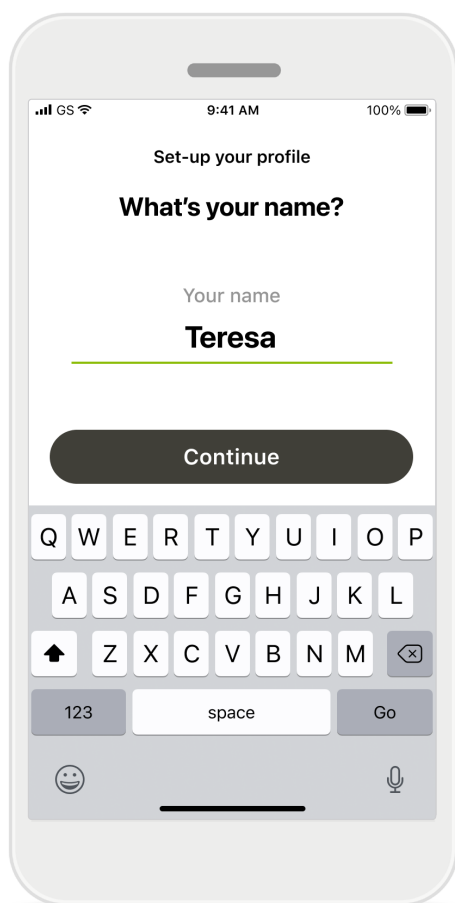 GS 9:41 AM 100%
Set-up your profile
What's your name?
Your name
Teresa
Continue
Q W E R T Y U I O P
A S D F G H J K L
Z X C V B N M
123 space Go